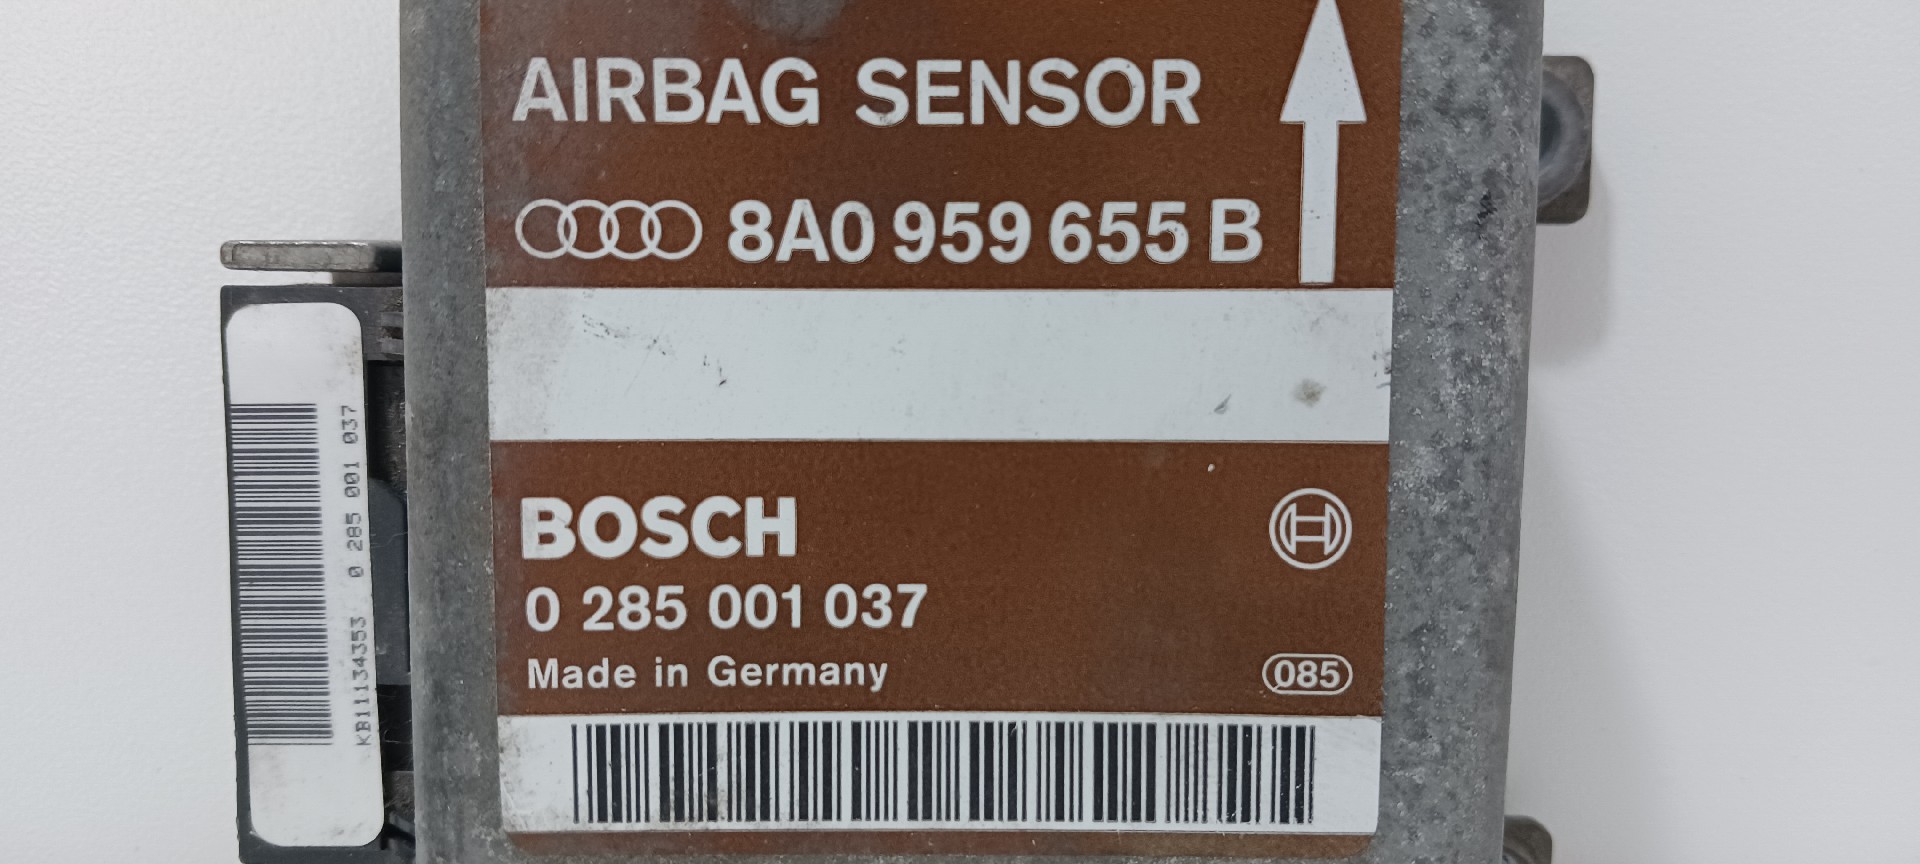 AIRBAG SENSOR
8A0 959 655 B
BOSCH
0 285 001 037
Made in Germany
085
KB11134353 0 285 001 037